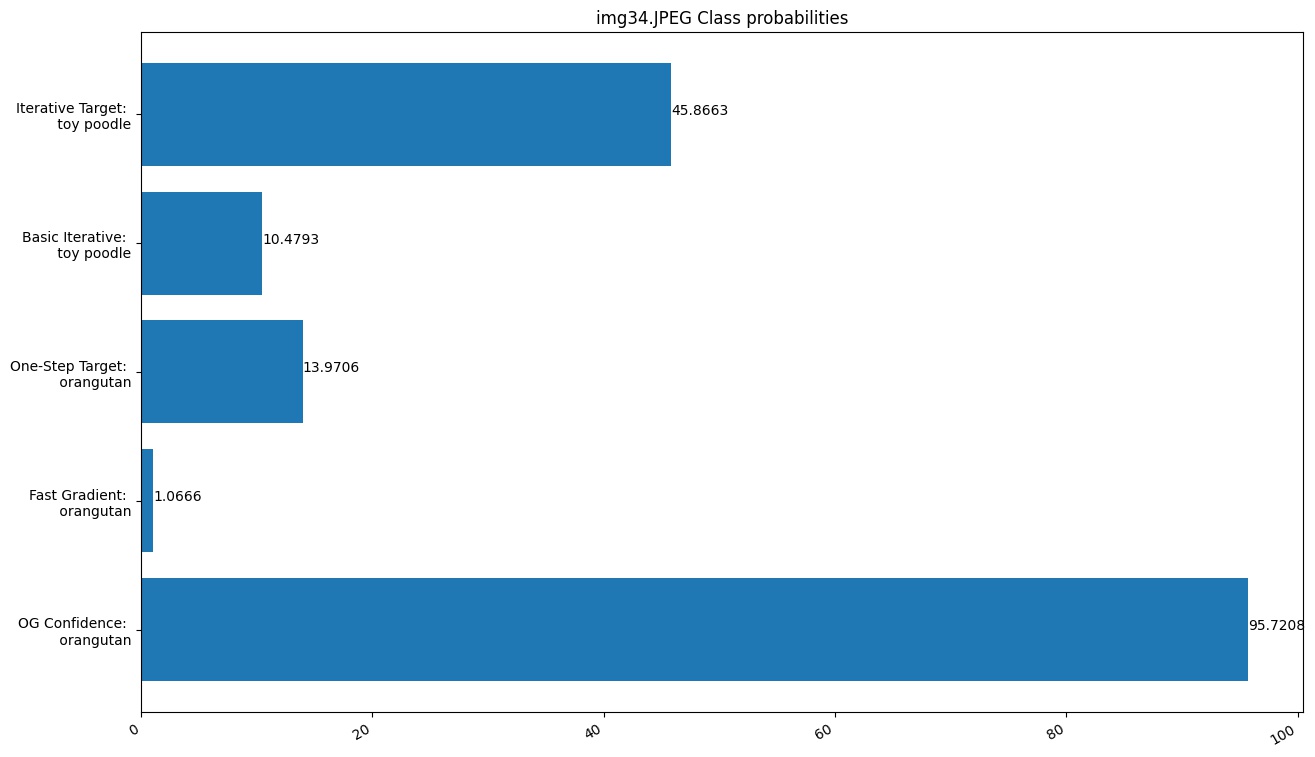 img34.JPEG Class probabilities
Iterative Target:
toy poodle
45.8663
Basic Iterative:
toy poodle
10.4793
One-Step Target:
orangutan
13.9706
Fast Gradient:
orangutan
1.0666
OG Confidence:
orangutan
95.7208
0 20 40 60 80 100